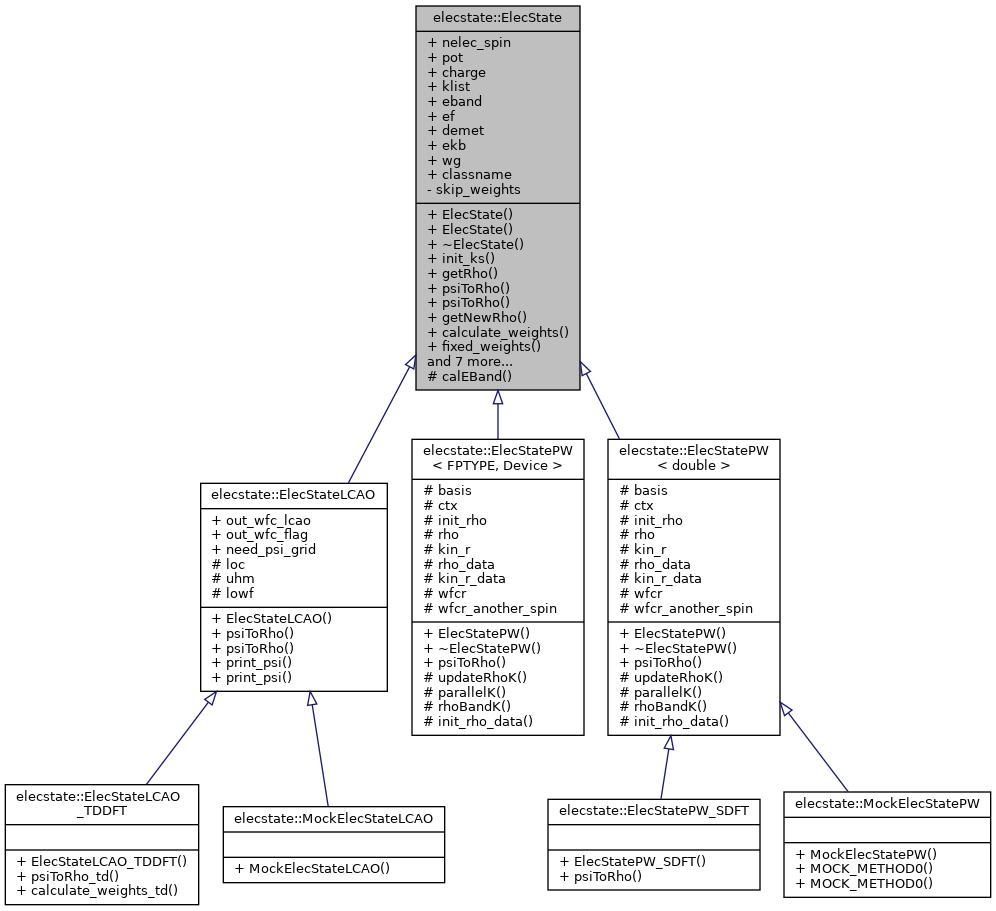 elecstate::ElecState
+ nelec_spin
+ pot
+ charge
+ klist
+ eband
+ ef
+ demet
+ ekb
+ wg
+ classname
- skip_weights
+ ElecState()
+ ElecState()
+ ~ElecState()
+ init_ks()
+ getRho()
+ psiToRho()
+ psiToRho()
+ getNewRho()
+ calculate_weights()
+ fixed_weights()
and 7 more...
# calEBand()
elecstate::ElecStateLCAO
+ out_wfc_lcao
+ out_wfc_flag
+ need_psi_grid
# loc
# uhm
# lowf
+ ElecStateLCAO()
+ psiToRho()
+ psiToRho()
+ print_psi()
+ print_psi()
elecstate::ElecStatePW
< FPTYPE, Device >
# basis
# ctx
# init_rho
# rho
# kin_r
# rho_data
# kin_r_data
# wfcr
# wfcr_another_spin
+ ElecStatePW()
+ ~ElecStatePW()
+ psiToRho()
# updateRhoK()
# parallelK()
# rhoBandK()
# init_rho_data()
elecstate::ElecStatePW
< double >
# basis
# ctx
# init_rho
# rho
# kin_r
# rho_data
# kin_r_data
# wfcr
# wfcr_another_spin
+ ElecStatePW()
+ ~ElecStatePW()
+ psiToRho()
# updateRhoK()
# parallelK()
# rhoBandK()
# init_rho_data()
elecstate::ElecStateLCAO
_TDDFT
+ ElecStateLCAO_TDDFT()
+ psiToRho_td()
+ calculate_weights_td()
elecstate::MockElecStateLCAO
+ MockElecStateLCAO()
elecstate::ElecStatePW_SDFT
+ ElecStatePW_SDFT()
+ psiToRho()
elecstate::MockElecStatePW
+ MockElecStatePW()
+ MOCK_METHOD0()
+ MOCK_METHOD0()